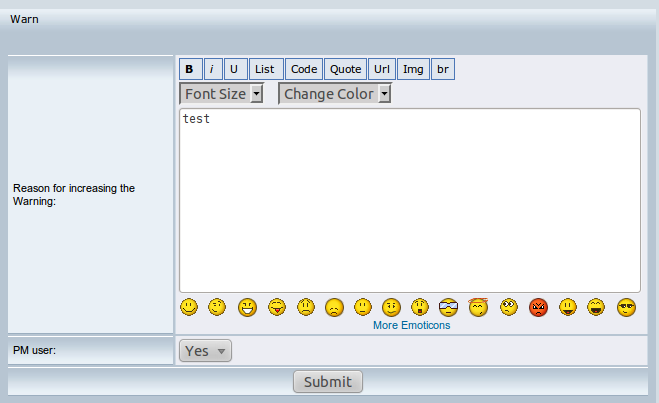 Warn
B i U List Code Quote Url Img br
Font Size Change Color
test
Reason for increasing the
Warning:
More Emoticons
PM user: Yes
Submit